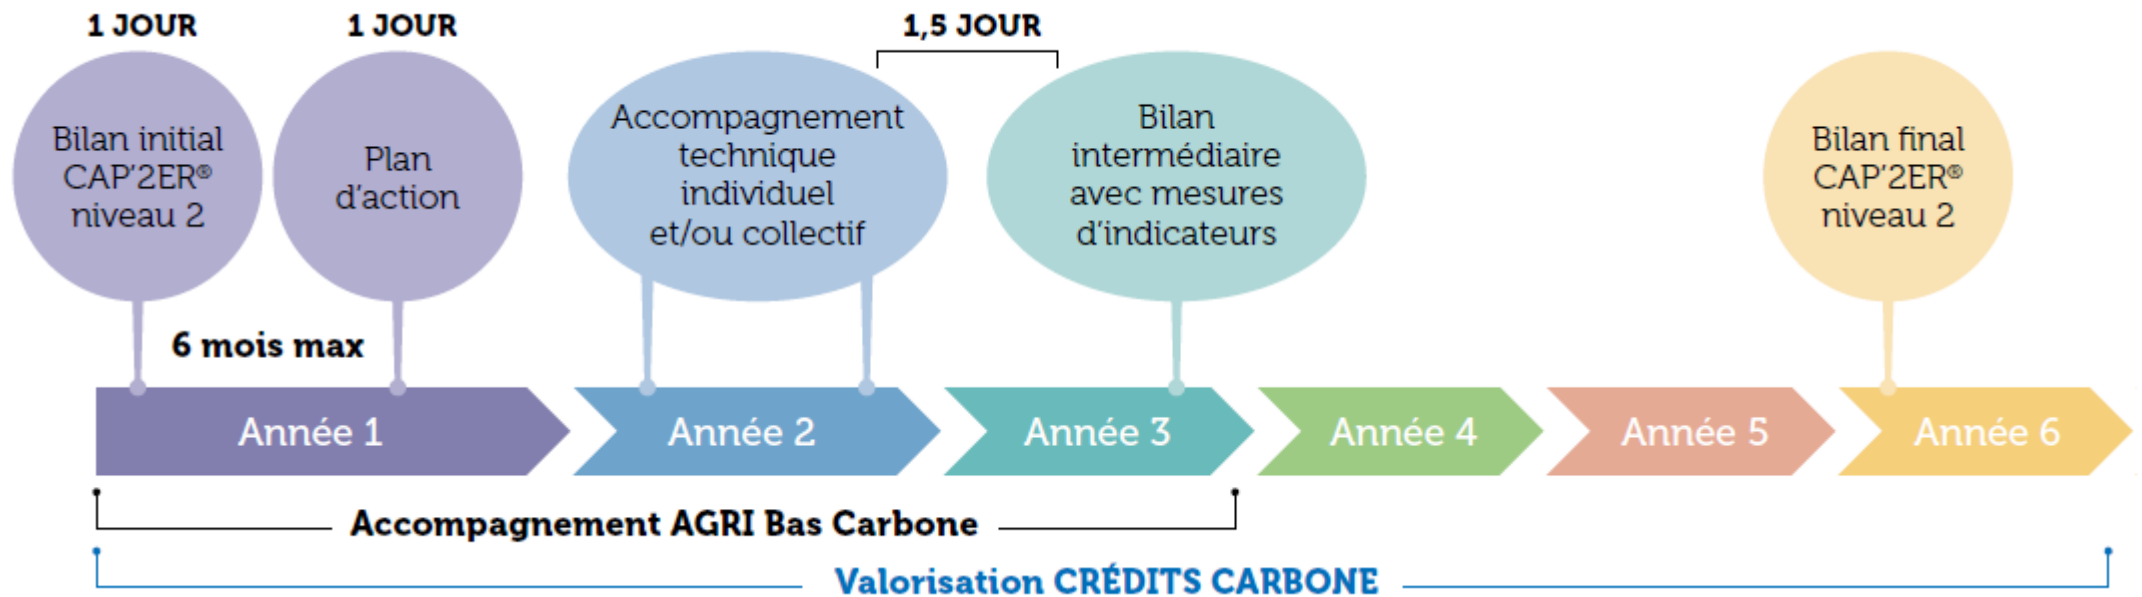 1 JOUR
1 JOUR
1,5 JOUR
Bilan initial
CAP'2ER®
niveau 2
Plan
d'action
Accompagnement
technique
individuel
et/ou collectif
Bilan
intermédiaire
avec mesures
d'indicateurs
Bilan final
CAP'2ER®
niveau 2
6 mois max
Année 1
Année 2
Année 3
Année 4
Année 5
Année 6
Accompagnement AGRI Bas Carbone
Valorisation CRÉDITS CARBONE